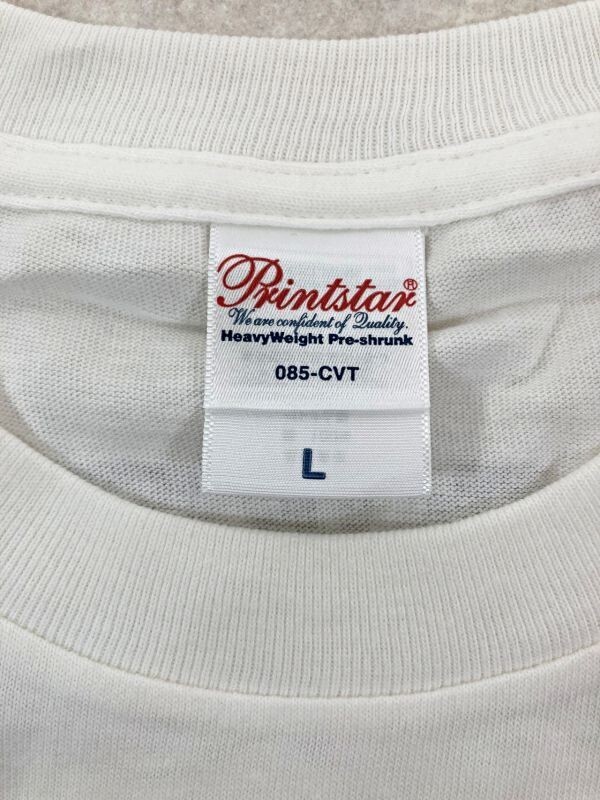 Printstar®
We are confident of Quality.
HeavyWeight Pre-shrunk
085-CVT
L